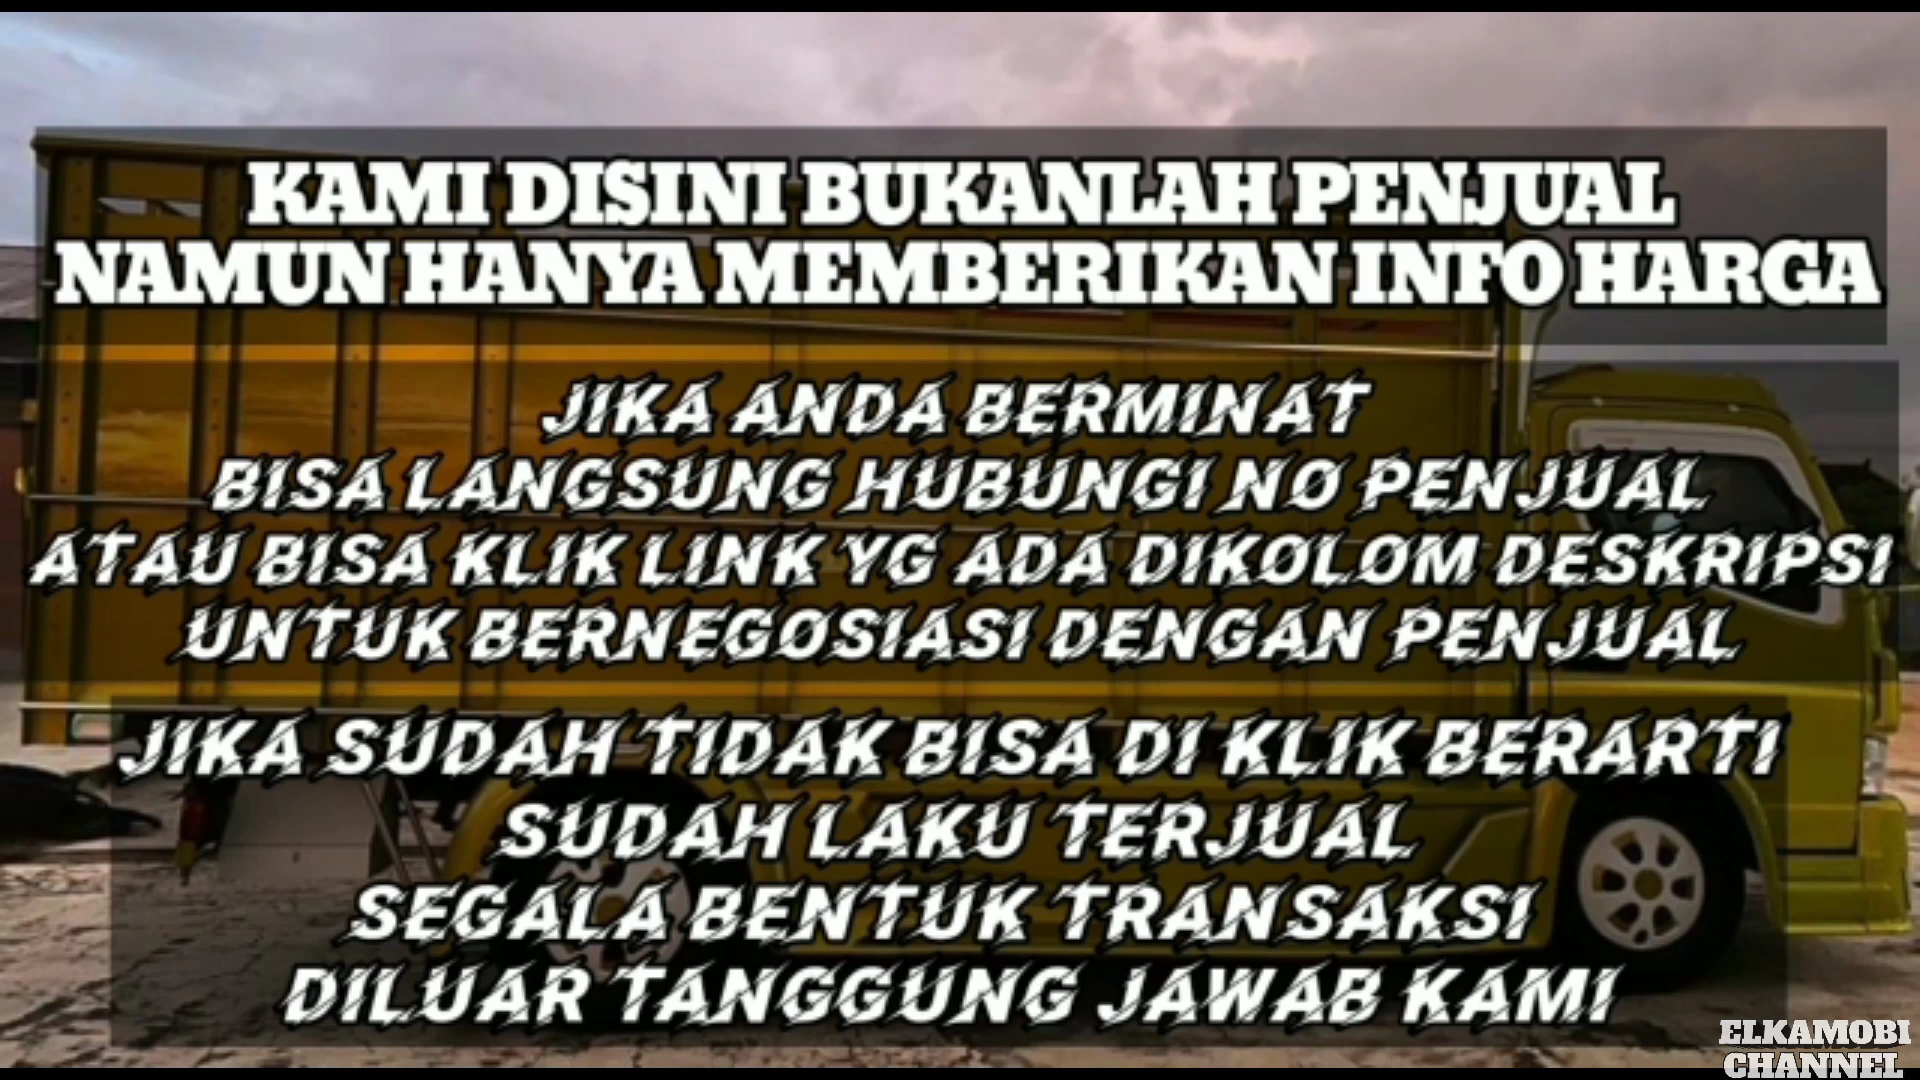 KAMI DISINI BUKANLAH PENJUAL
NAMUN HANYA MEMBERIKAN INFO HARGA
JIKA ANDA BERMINAT
BISA LANGSUNG HUBUNGI NO PENJUAL
ATAU BISA KLIK LINK YG ADA DIKOLOM DESKRIPSI
UNTUK BERNEGOSIASI DENGAN PENJUAL
JIKA SUDAH TIDAK BISA DI KLIK BERARTI
SUDAH LAKU TERJUAL
SEGALA BENTUK TRANSAKSI
DILUAR TANGGUNG JAWAB KAMI
ELKAMOBI
CHANNEL